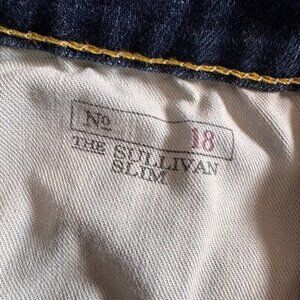 No 18
THE SULLIVAN
SLIM